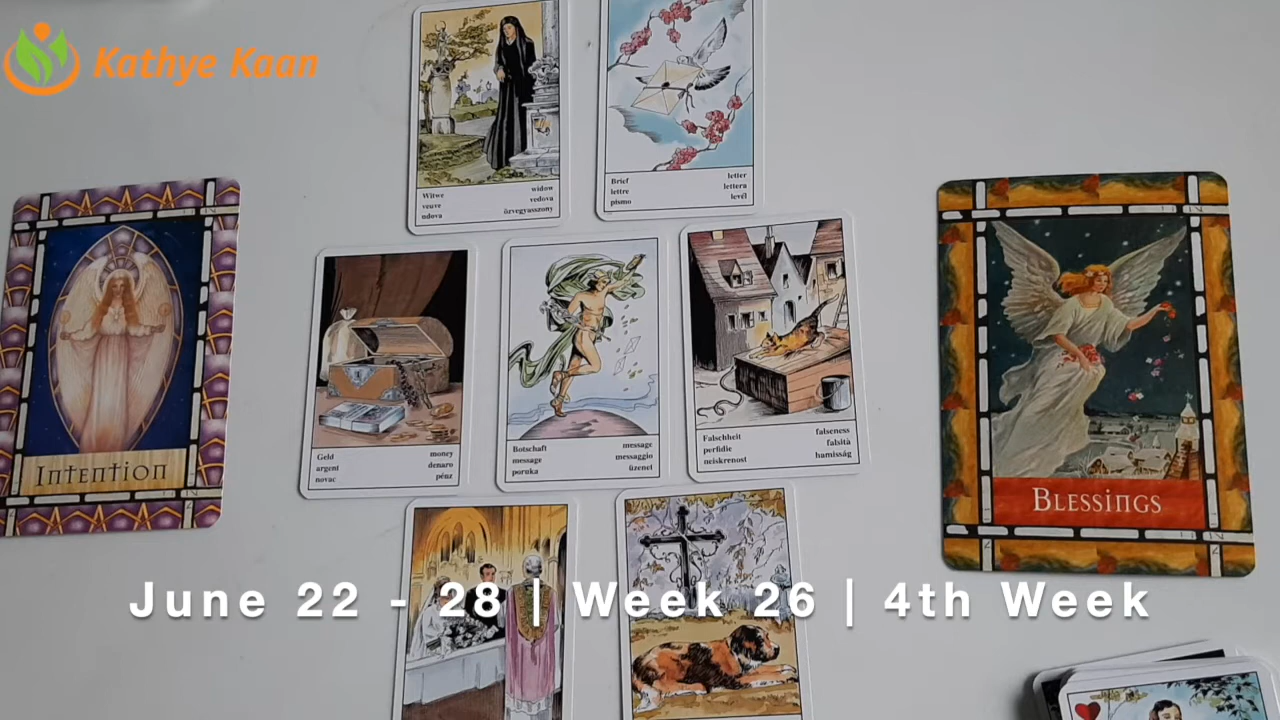 Kathye Kaan
Witwe widow
veuve vedova
udova özvegyasszony
Brief letter
lettre lettera
pismo levél
Intention
Geld money
argent denaro
novac pénz
Botschaft message
message messaggio
poruka üzenet
Falschheit falseness
perfidie falsità
neiskrenost hamisság
Blessings
June 22 - 28 | Week 26 | 4th Week